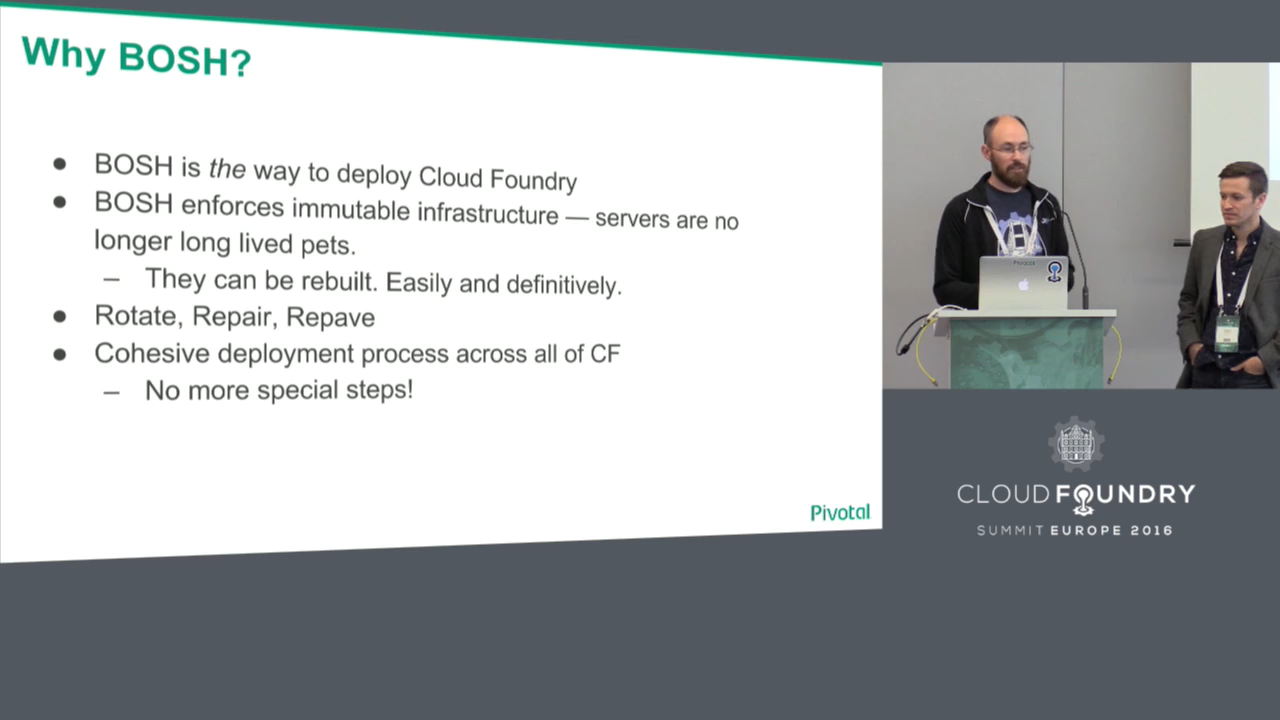 Why BOSH?
● BOSH is the way to deploy Cloud Foundry
● BOSH enforces immutable infrastructure — servers are no
longer long lived pets.
– They can be rebuilt. Easily and definitively.
● Rotate, Repair, Repave
● Cohesive deployment process across all of CF
– No more special steps!
Pivotal
Pivotal
CLOUD FOUNDRY
SUMMIT EUROPE 2016